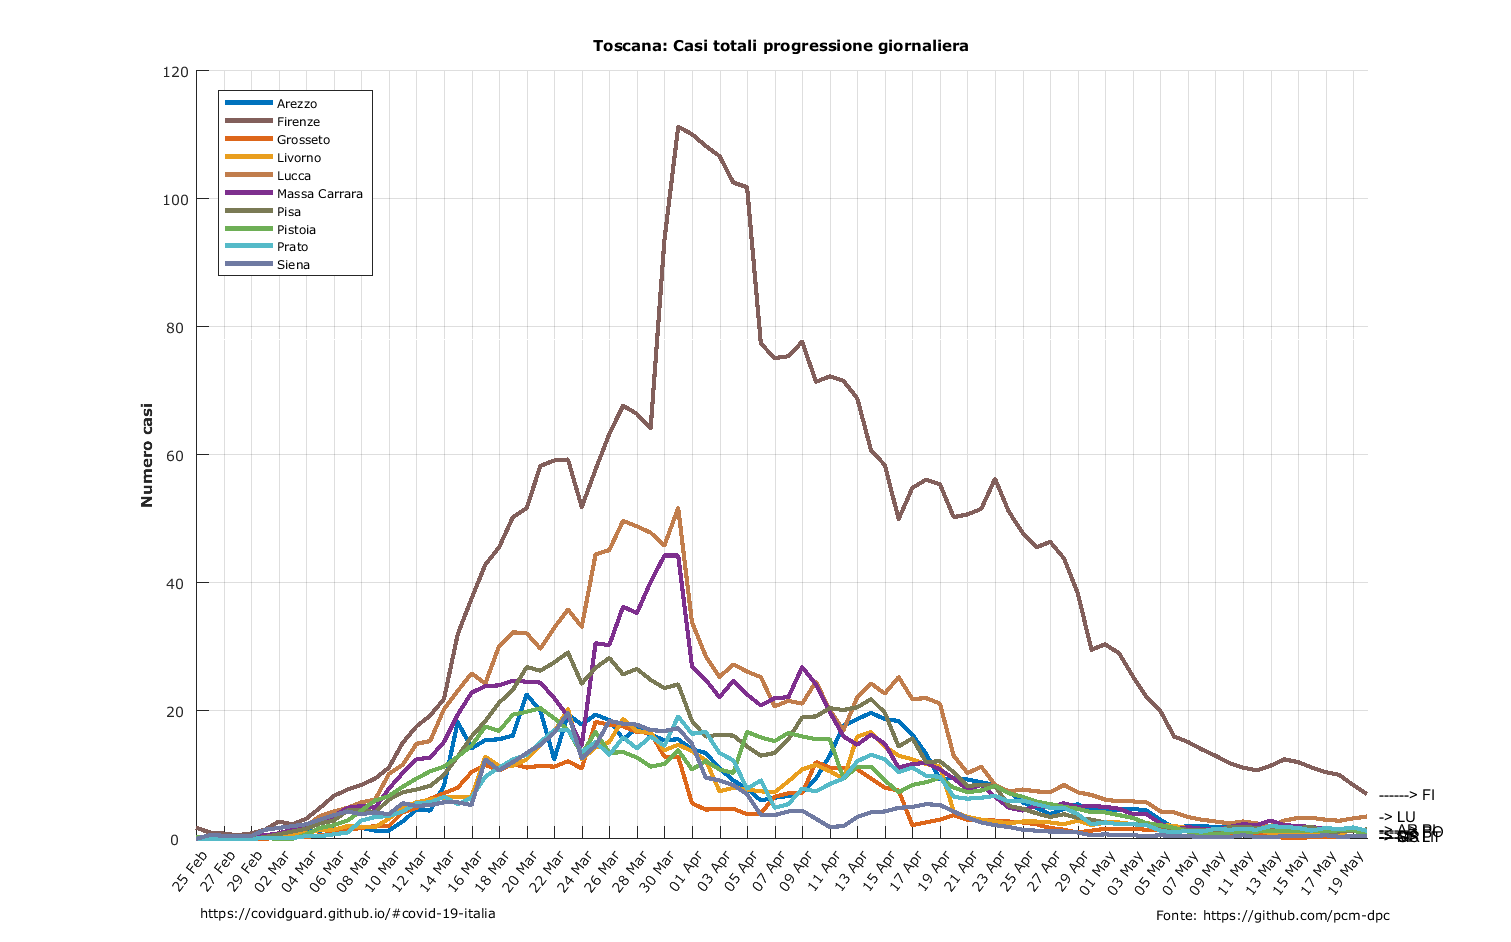 Toscana: Casi totali progressione giornaliera
120
100
80
60
40
20
0
Numero casi
Arezzo
Firenze
Grosseto
Livorno
Lucca
Massa Carrara
Pisa
Pistoia
Prato
Siena
------> FI
-> LU
25 Feb
27 Feb
29 Feb
02 Mar
04 Mar
06 Mar
08 Mar
10 Mar
12 Mar
14 Mar
16 Mar
18 Mar
20 Mar
22 Mar
24 Mar
26 Mar
28 Mar
30 Mar
01 Apr
03 Apr
05 Apr
07 Apr
09 Apr
11 Apr
13 Apr
15 Apr
17 Apr
19 Apr
21 Apr
23 Apr
25 Apr
27 Apr
29 Apr
01 May
03 May
05 May
07 May
09 May
11 May
13 May
15 May
17 May
19 May
https://covidguard.github.io/#covid-19-italia
Fonte: https://github.com/pcm-dpc